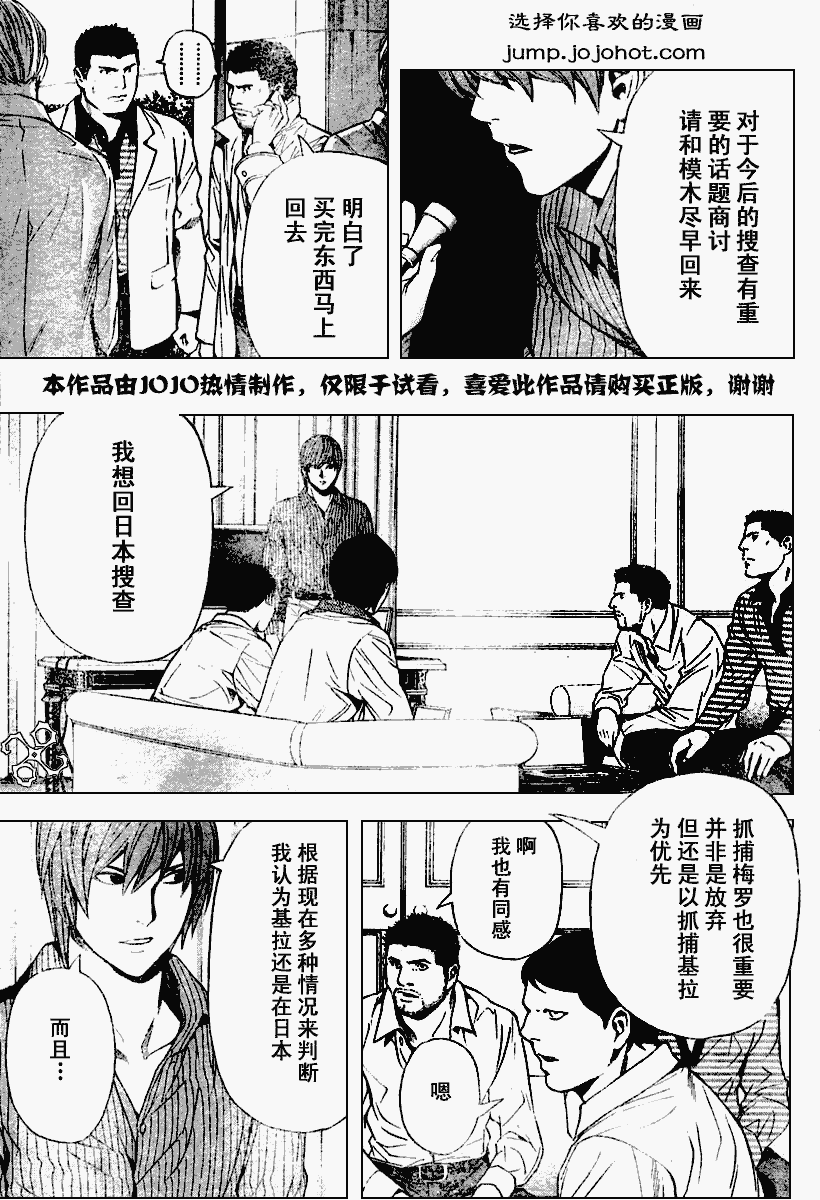 选择你喜欢的漫画
jump.jojohot.com
对于今后的搜查有重
要的话题商讨
请和模木尽早回来
……
明白了
买完东西马上
回去
本作品由JOJO热情制作，仅限于试看，喜爱此作品请购买正版，谢谢
我想回日本搜查
抓捕梅罗也很重要
并非是放弃
但还是以抓捕基拉
为优先
啊
我也有同感
嗯
根据现在多种情况来判断
我认为基拉还是在日本
而且…